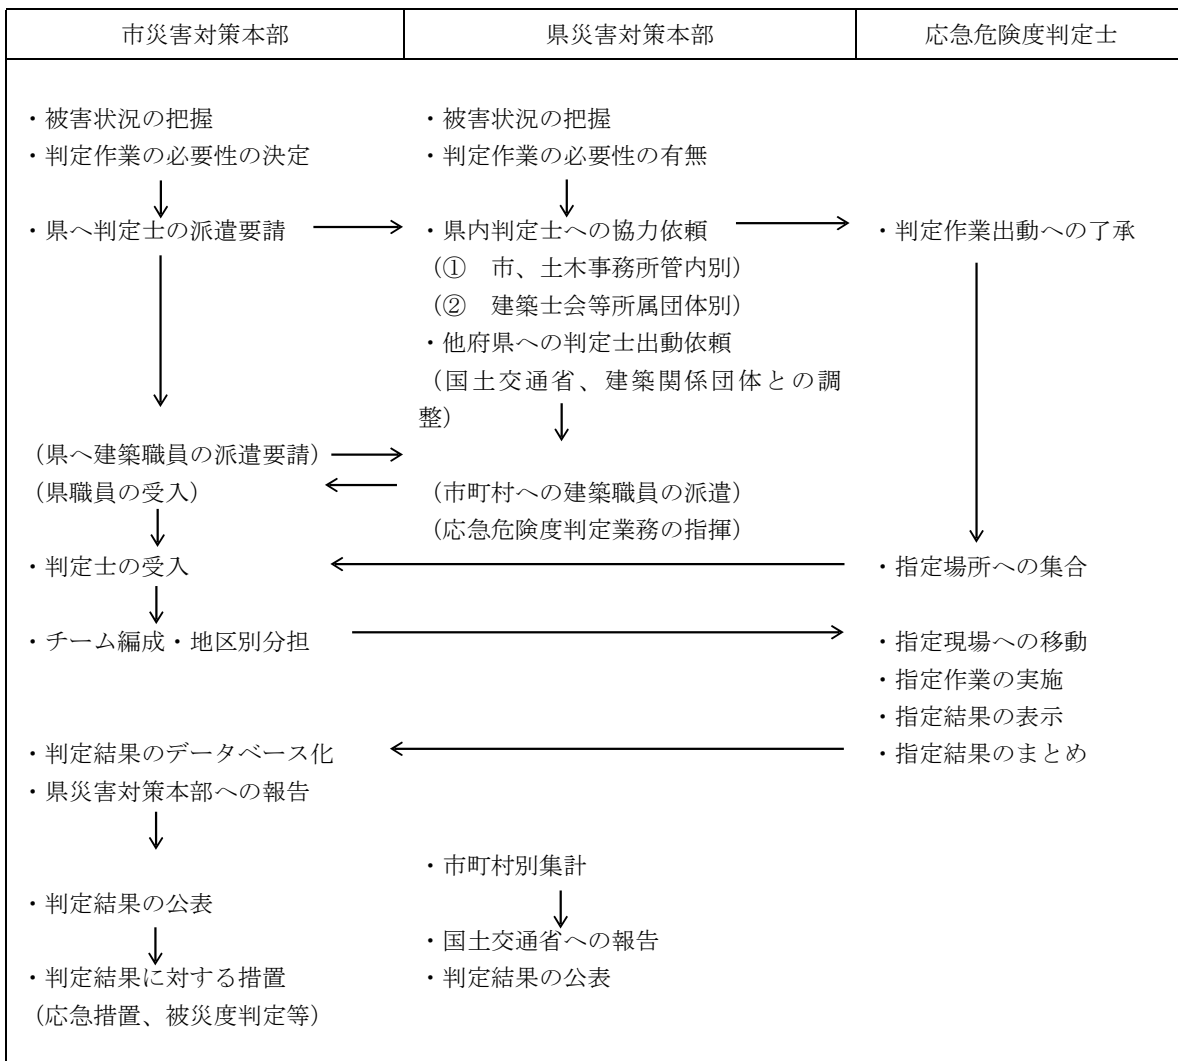 市災害対策本部
県災害対策本部
応急危険度判定士
・被害状況の把握
・判定作業の必要性の決定
・県へ判定士の派遣要請
(県へ建築職員の派遣要請)
(県職員の受入)
・判定士の受入
・チーム編成・地区別分担
・判定結果のデータベース化
・県災害対策本部への報告
・判定結果の公表
・判定結果に対する措置
(応急措置、被災度判定等)
・被害状況の把握
・判定作業の必要性の有無
・県内判定士への協力依頼
(① 市、土木事務所管内別)
(② 建築士会等所属団体別)
・他府県への判定士出動依頼
(国土交通省、建築関係団体との調
整)
(市町村への建築職員の派遣)
(応急危険度判定業務の指揮)
・市町村別集計
・国土交通省への報告
・判定結果の公表
・判定作業出動への了承
・指定場所への集合
・指定現場への移動
・指定作業の実施
・指定結果の表示
・指定結果のまとめ